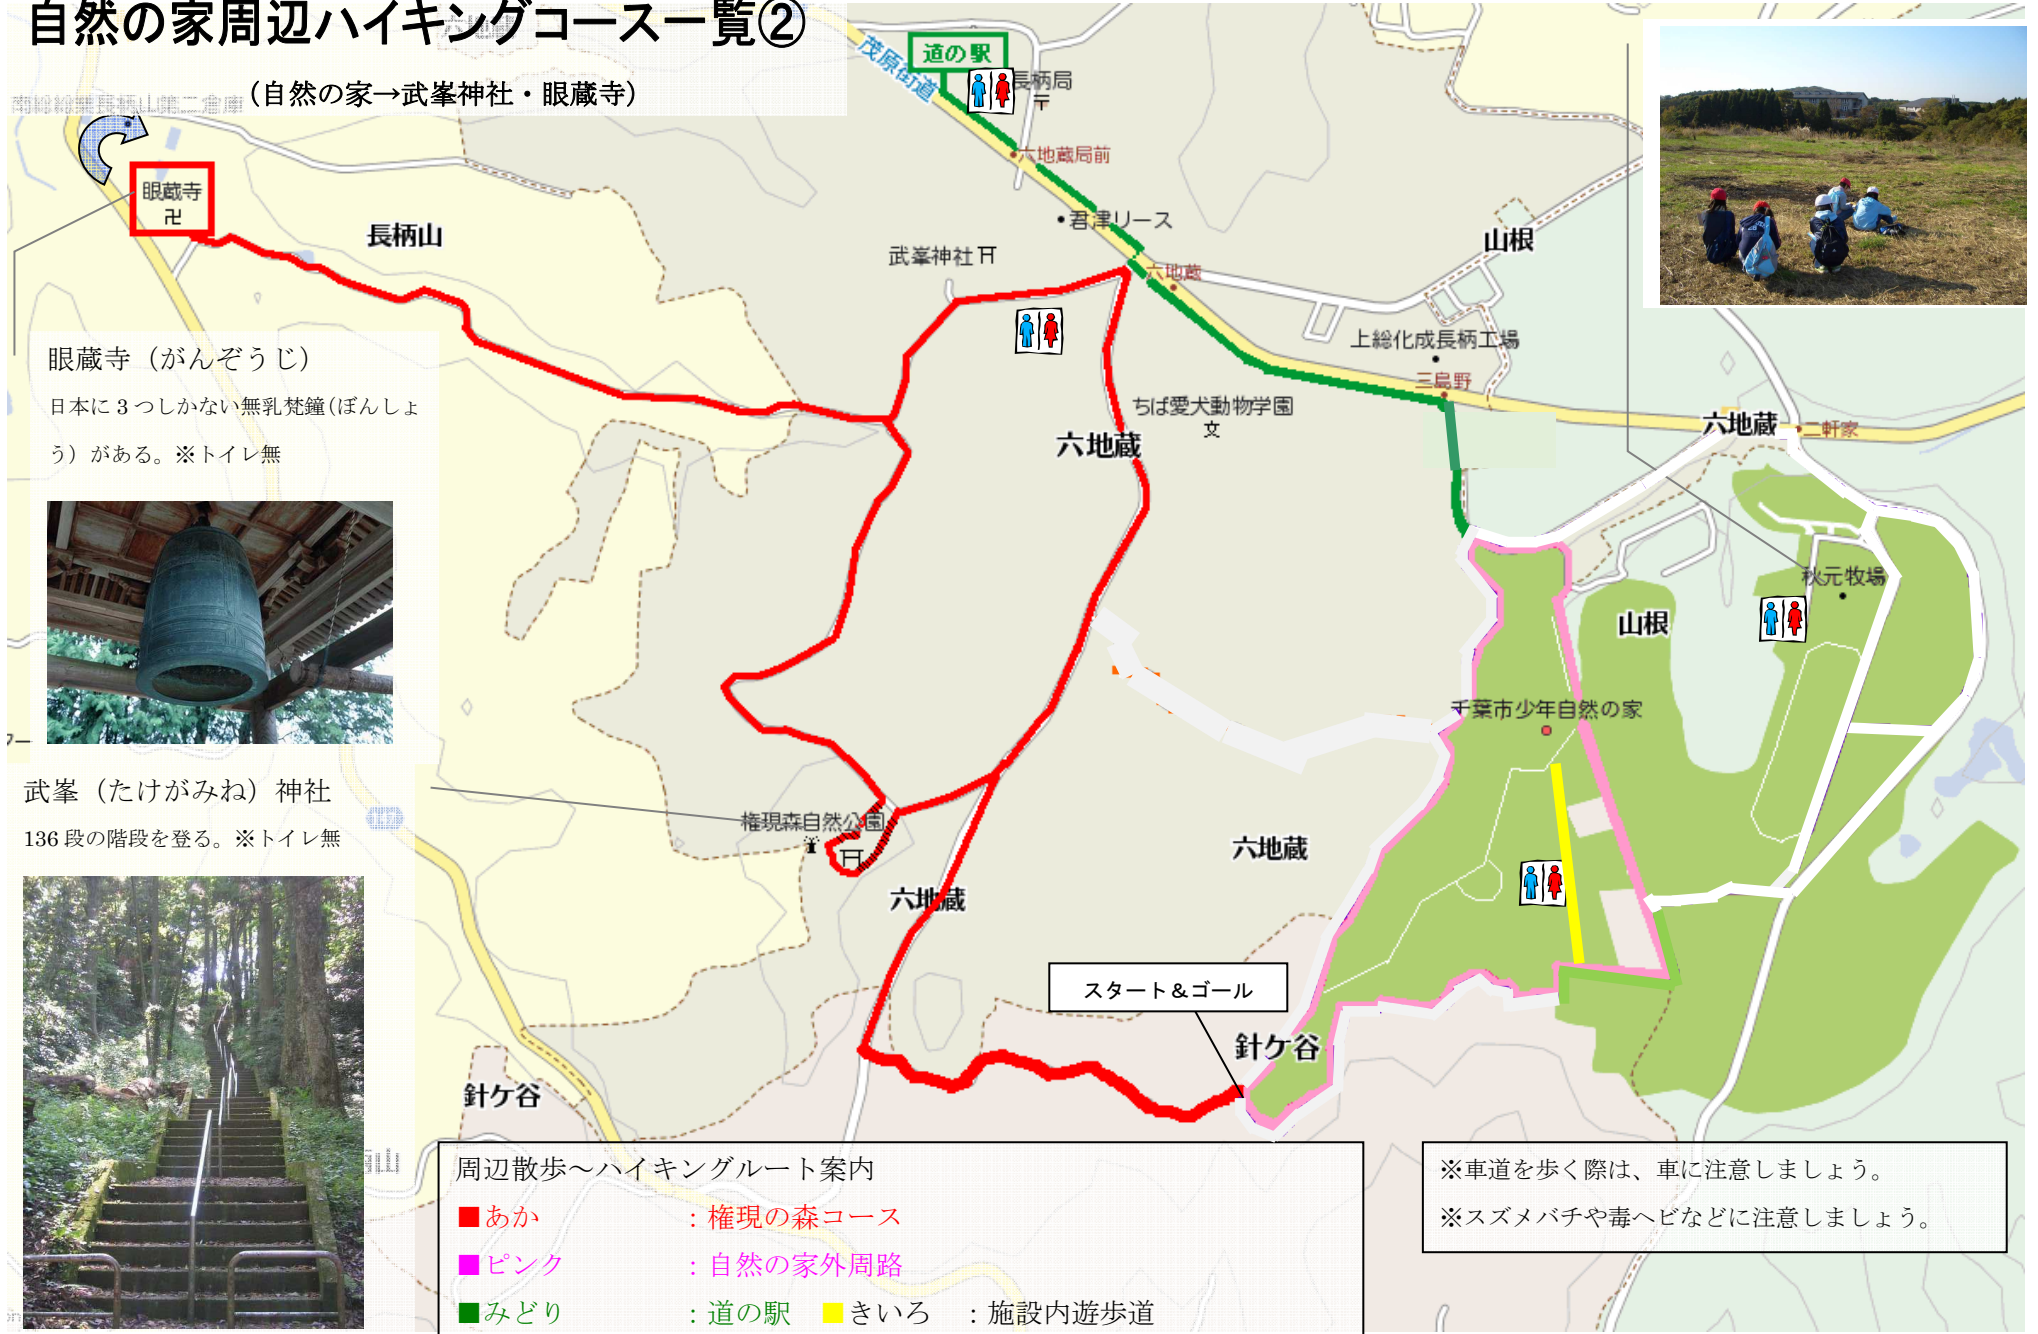 自然の家周辺ハイキングコース一覧②
(自然の家→武峯神社・眼蔵寺)
茂原街道
道の駅
長柄局
六地蔵局前
君津リース
眼蔵寺
長柄山
武峯神社
六地蔵
山根
上総化成長柄工場
三島野
ちば愛犬動物学園
文
六地蔵
六地蔵
二軒家
秋元牧場
山根
千葉市少年自然の家
権現森自然公園
六地蔵
六地蔵
スタート&ゴール
針ケ谷
針ケ谷
眼蔵寺（がんぞうじ）
日本に3つしかない無乳梵鐘(ぼんしょ
う）がある。※トイレ無
武峯（たけがみね）神社
136段の階段を登る。※トイレ無
周辺散歩～ハイキングルート案内
■あか ：権現の森コース
■ピンク ：自然の家外周路
■みどり ：道の駅 ■きいろ ：施設内遊歩道
※車道を歩く際は、車に注意しましょう。
※スズメバチや毒ヘビなどに注意しましょう。